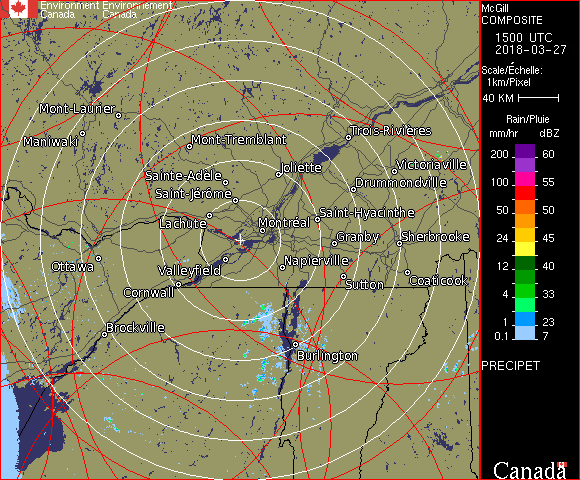 Environment Environnement
Canada Canada
McGill
COMPOSITE
1500 UTC
2018-03-27
Scale/Échelle:
1km/Pixel
40 KM
Rain/Pluie
mm/hr dBZ
200 60
150 55
100 55
50 50
24 45
12 40
4 33
1 23
0.1 7
PRECIPET
Canada
Mont-Laurier
Maniwaki
Mont-Tremblant
Trois-Rivières
Joliette
Victoriaville
Sainte-Adèle
Drummondville
Saint-Jérôme
Lachute
Saint-Hyacinthe
Montréal
Granby
Sherbrooke
Ottawa
Valleyfield
Napierville
Cornwall
Sutton
Coaticook
Brockville
Burlington